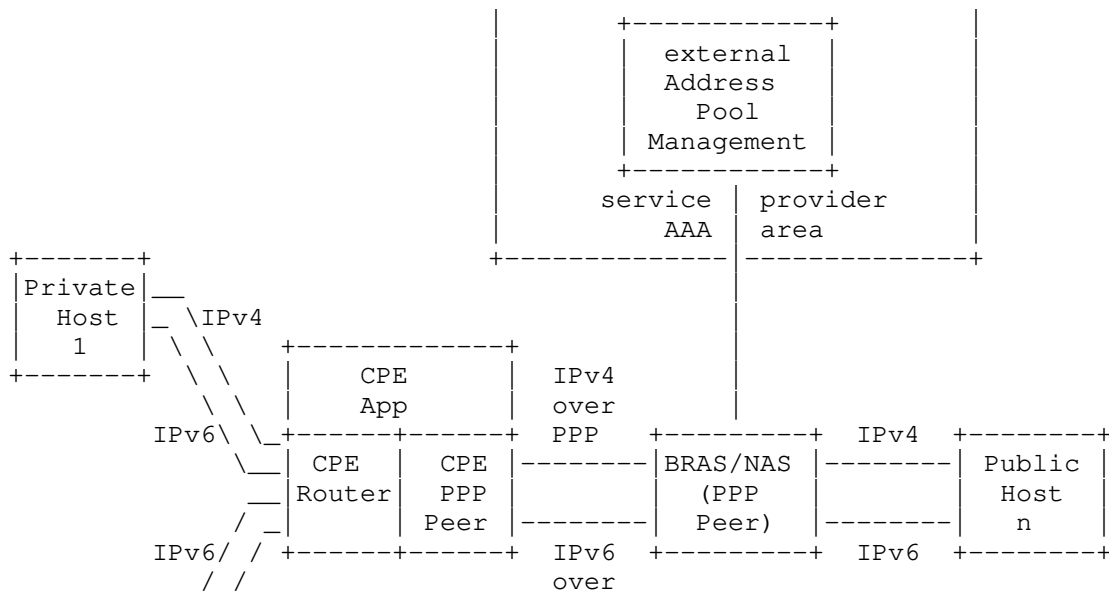 external
Address
Pool
Management
service provider
AAA area
Private
Host IPv4
1
CPE IPv4
App over
IPv6 PPP IPv4
CPE CPE BRAS/NAS Public
Router PPP (PPP Host
Peer Peer) n
IPv6 IPv6 IPv6
over